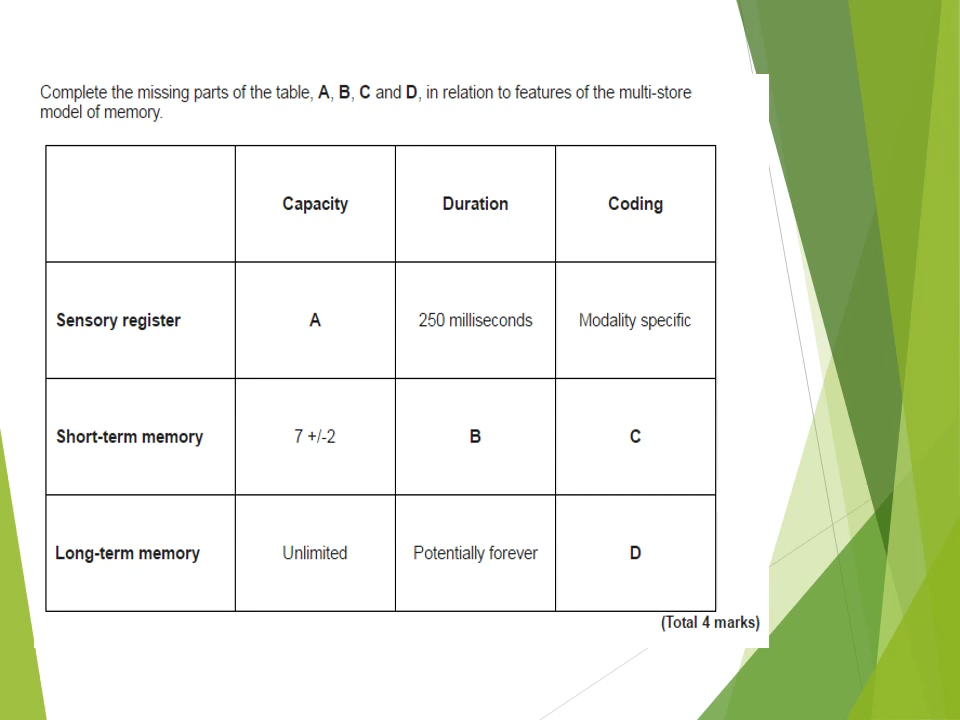 Complete the missing parts of the table, A, B, C and D, in relation to features of the multi-store
model of memory.
Capacity Duration Coding
Sensory register A 250 milliseconds Modality specific
Short-term memory 7 +/-2 B C
Long-term memory Unlimited Potentially forever D
(Total 4 marks)